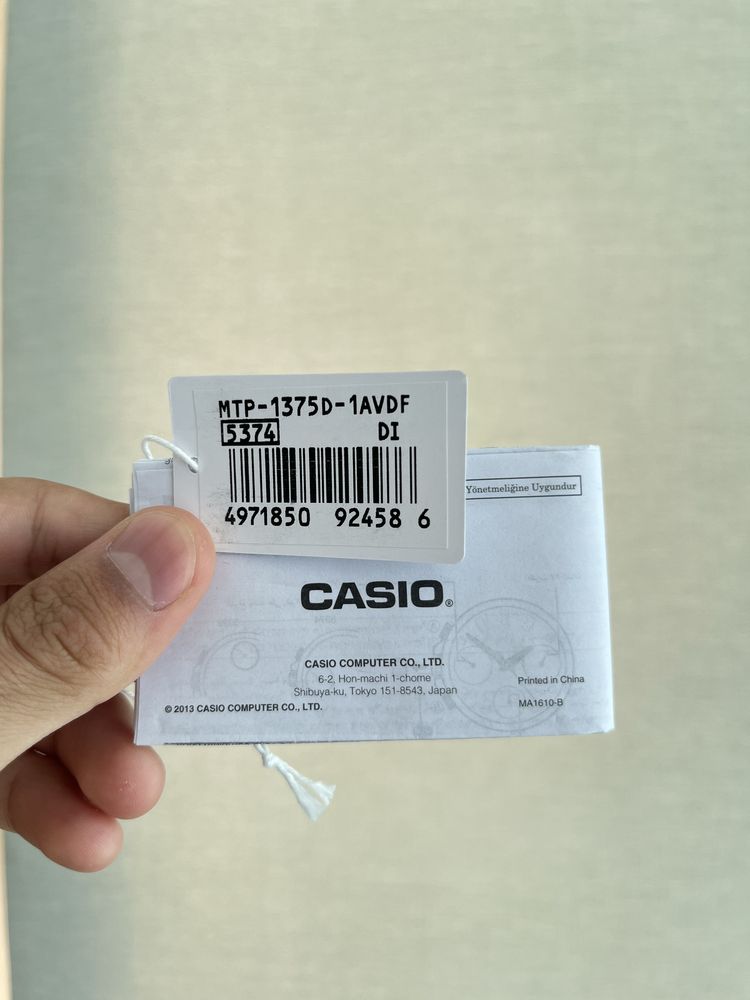 MTP-1375D-1AVDF
5374 DI
4971850 92458 6
Yönetmeliğine Uygundur
CASIO®
CASIO COMPUTER CO., LTD.
6-2, Hon-machi 1-chome
Shibuya-ku, Tokyo 151-8543, Japan
Printed in China
© 2013 CASIO COMPUTER CO., LTD.
MA1610-B